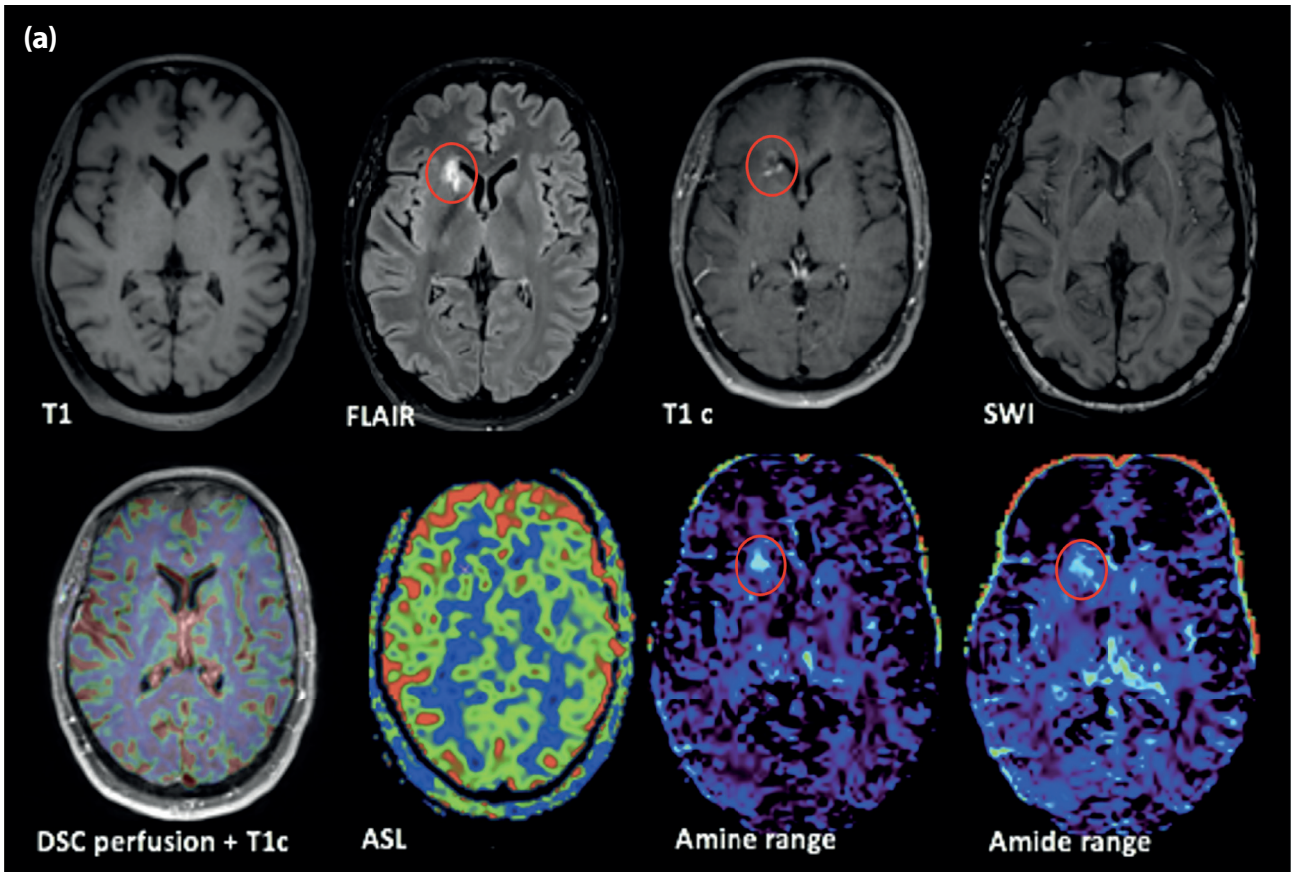 (a)
T1
FLAIR
T1 c
SWI
DSC perfusion + T1c
ASL
Amine range
Amide range